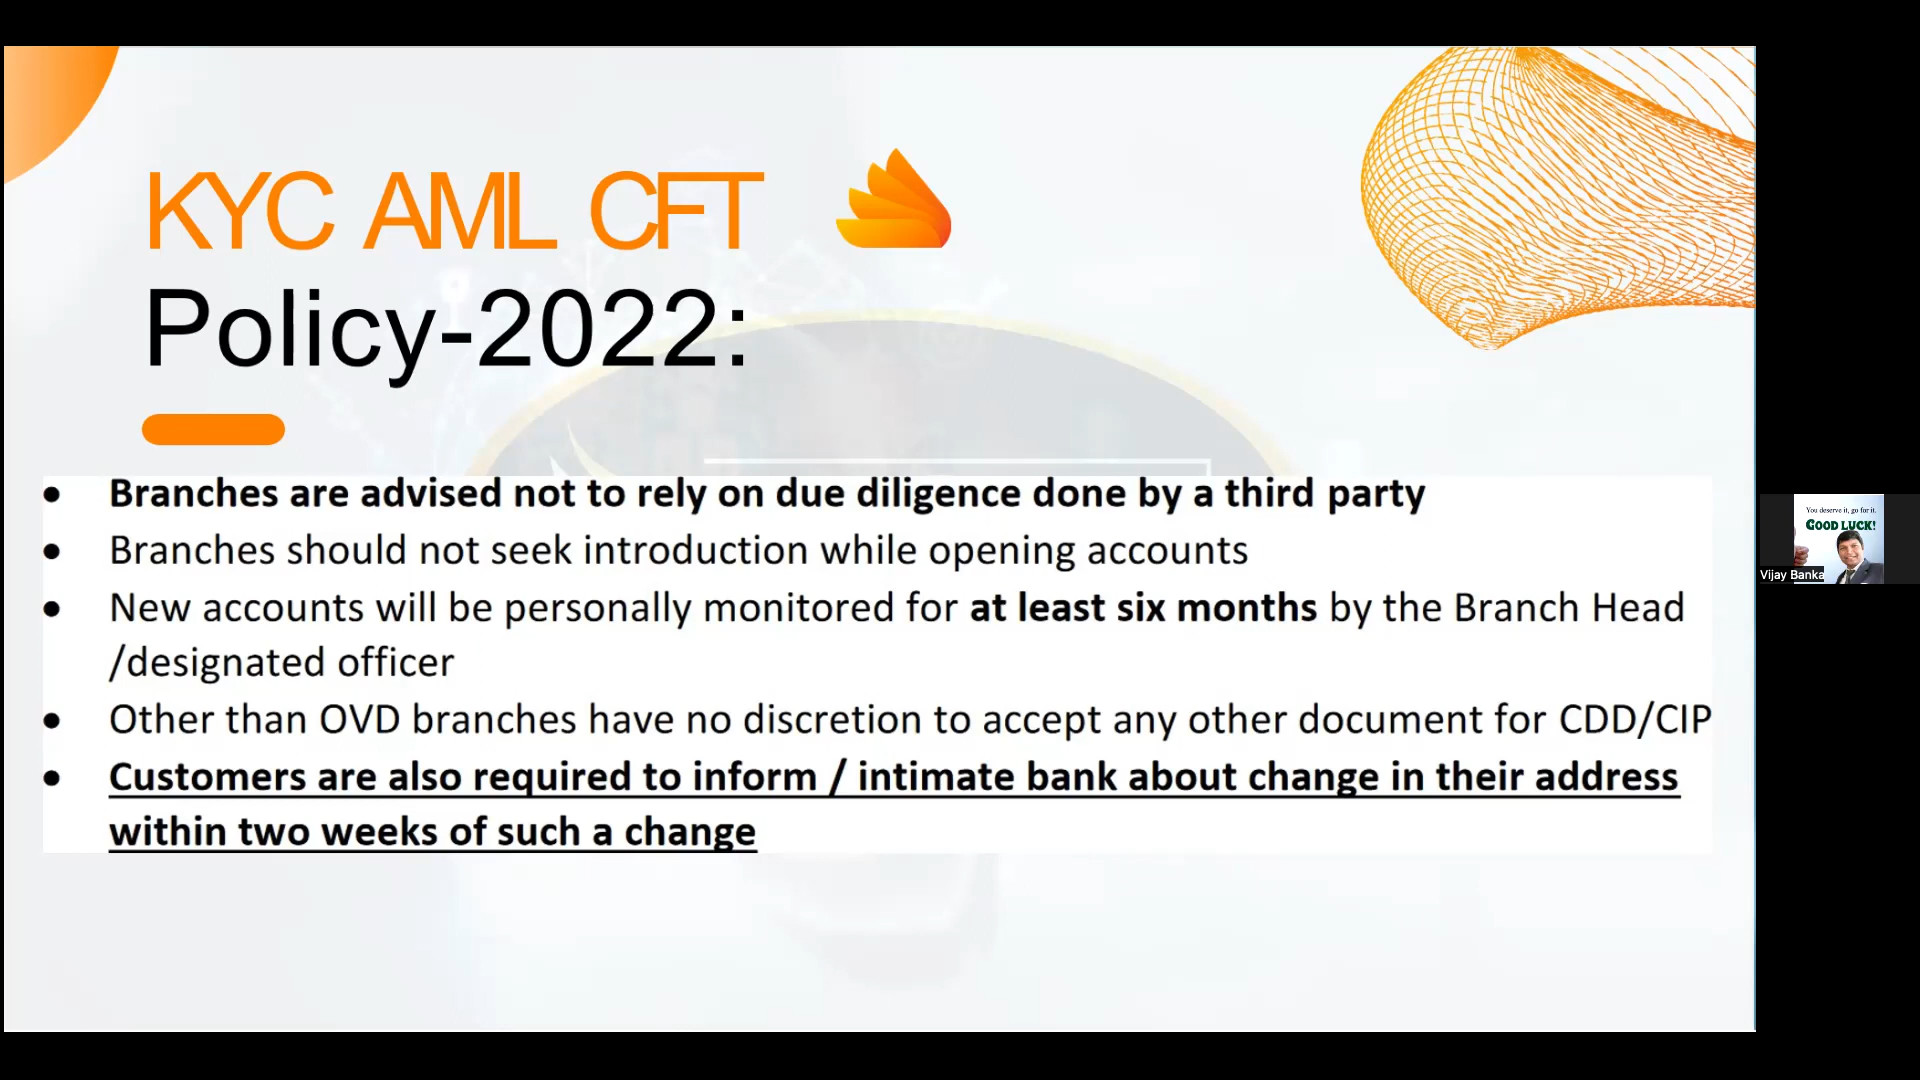 KYC AML CFT
Policy-2022:
• Branches are advised not to rely on due diligence done by a third party
• Branches should not seek introduction while opening accounts
• New accounts will be personally monitored for at least six months by the Branch Head
/designated officer
• Other than OVD branches have no discretion to accept any other document for CDD/CIP
• Customers are also required to inform / intimate bank about change in their address
within two weeks of such a change
You deserve it, go for it.
GOOD LUCK!
Vijay Banka